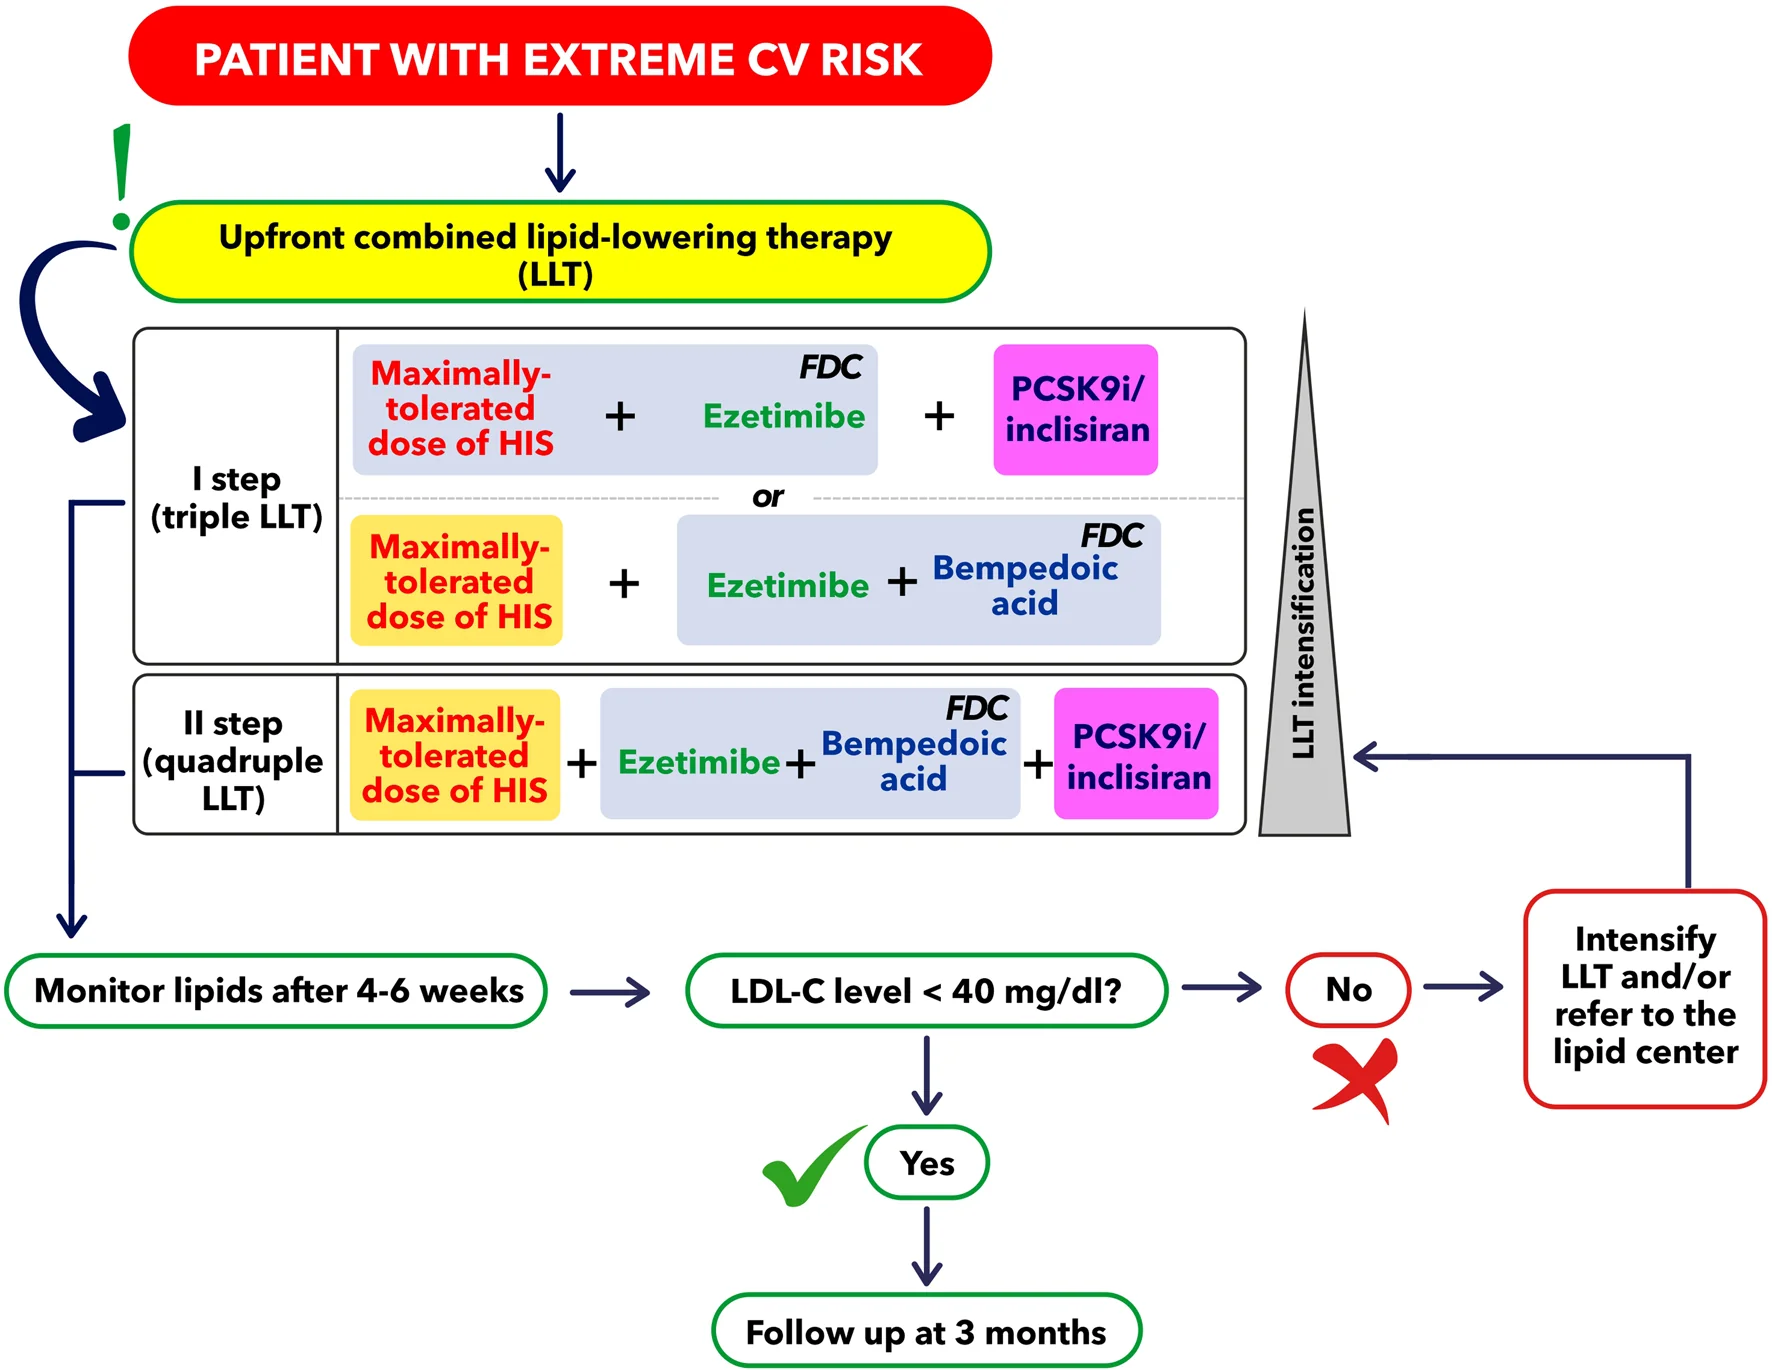 PATIENT WITH EXTREME CV RISK
!
Upfront combined lipid-lowering therapy
(LLT)
I step
(triple LLT)
Maximally-
tolerated
dose of HIS
+
FDC
Ezetimibe
+
PCSK9i/
inclisiran
or
Maximally-
tolerated
dose of HIS
+
FDC
Ezetimibe
+
Bempedoic
acid
II step
(quadruple
LLT)
Maximally-
tolerated
dose of HIS
+
FDC
Ezetimibe
+
Bempedoic
acid
+
PCSK9i/
inclisiran
LLT intensification
Monitor lipids after 4-6 weeks
LDL-C level < 40 mg/dl?
No
Intensify
LLT and/or
refer to the
lipid center
Yes
Follow up at 3 months